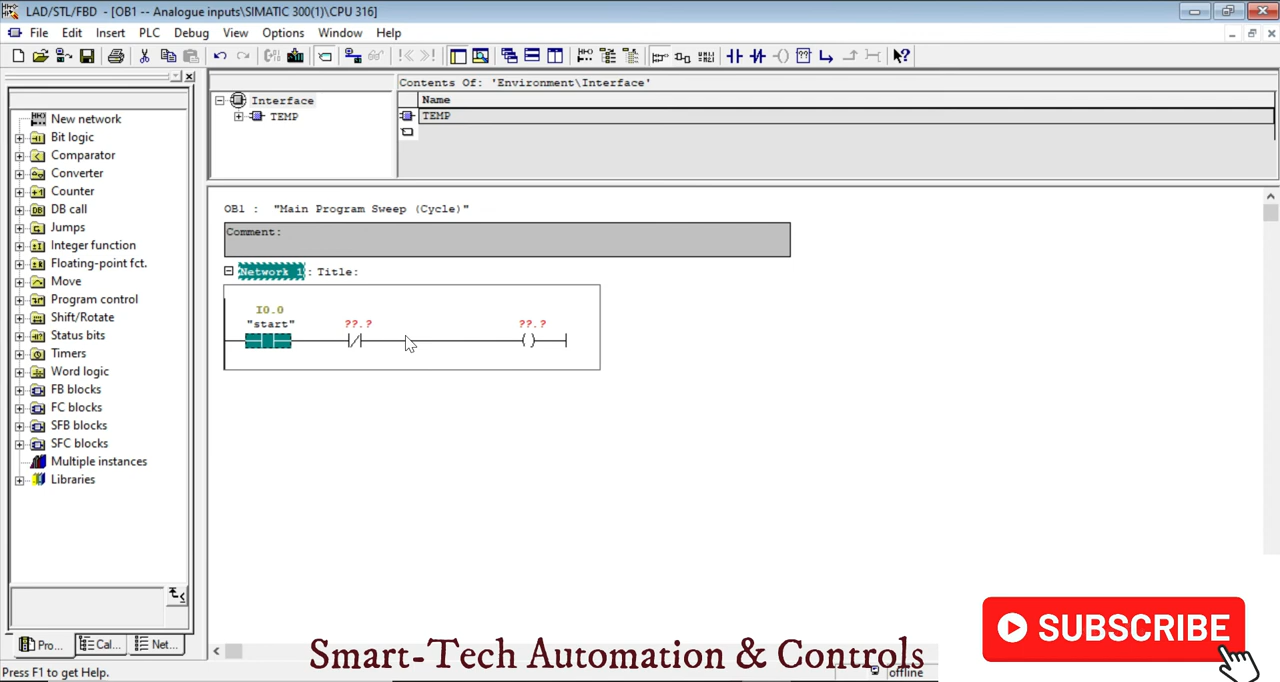 LAD/STL/FBD - [OB1 -- Analogue inputs\SIMATIC 300(1)\CPU 316]
File Edit Insert PLC Debug View Options Window Help
Contents Of: 'Environment\Interface'
Interface
Name
TEMP
TEMP
New network
Bit logic
Comparator
Converter
Counter
DB call
Jumps
Integer function
Floating-point fct.
Move
Program control
Shift/Rotate
Status bits
Timers
Word logic
FB blocks
FC blocks
SFB blocks
SFC blocks
Multiple instances
Libraries
Pro...
Cal...
Net...
OB1 : "Main Program Sweep (Cycle)"
Comment:
Network 1: Title:
I0.0
"start"
??.?
??.?
SUBSCRIBE
Smart-Tech Automation & Controls
Press F1 to get Help.
offline